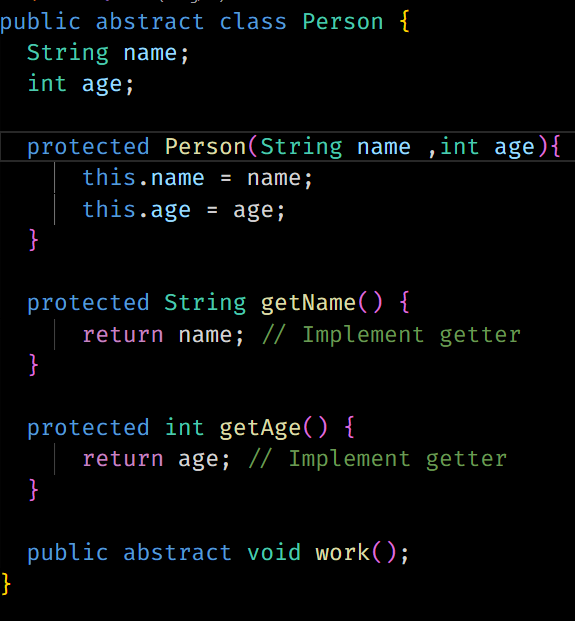 public abstract class Person {
String name;
int age;
protected Person(String name ,int age){
this.name = name;
this.age = age;
}
protected String getName() {
return name; // Implement getter
}
protected int getAge() {
return age; // Implement getter
}
public abstract void work();
}